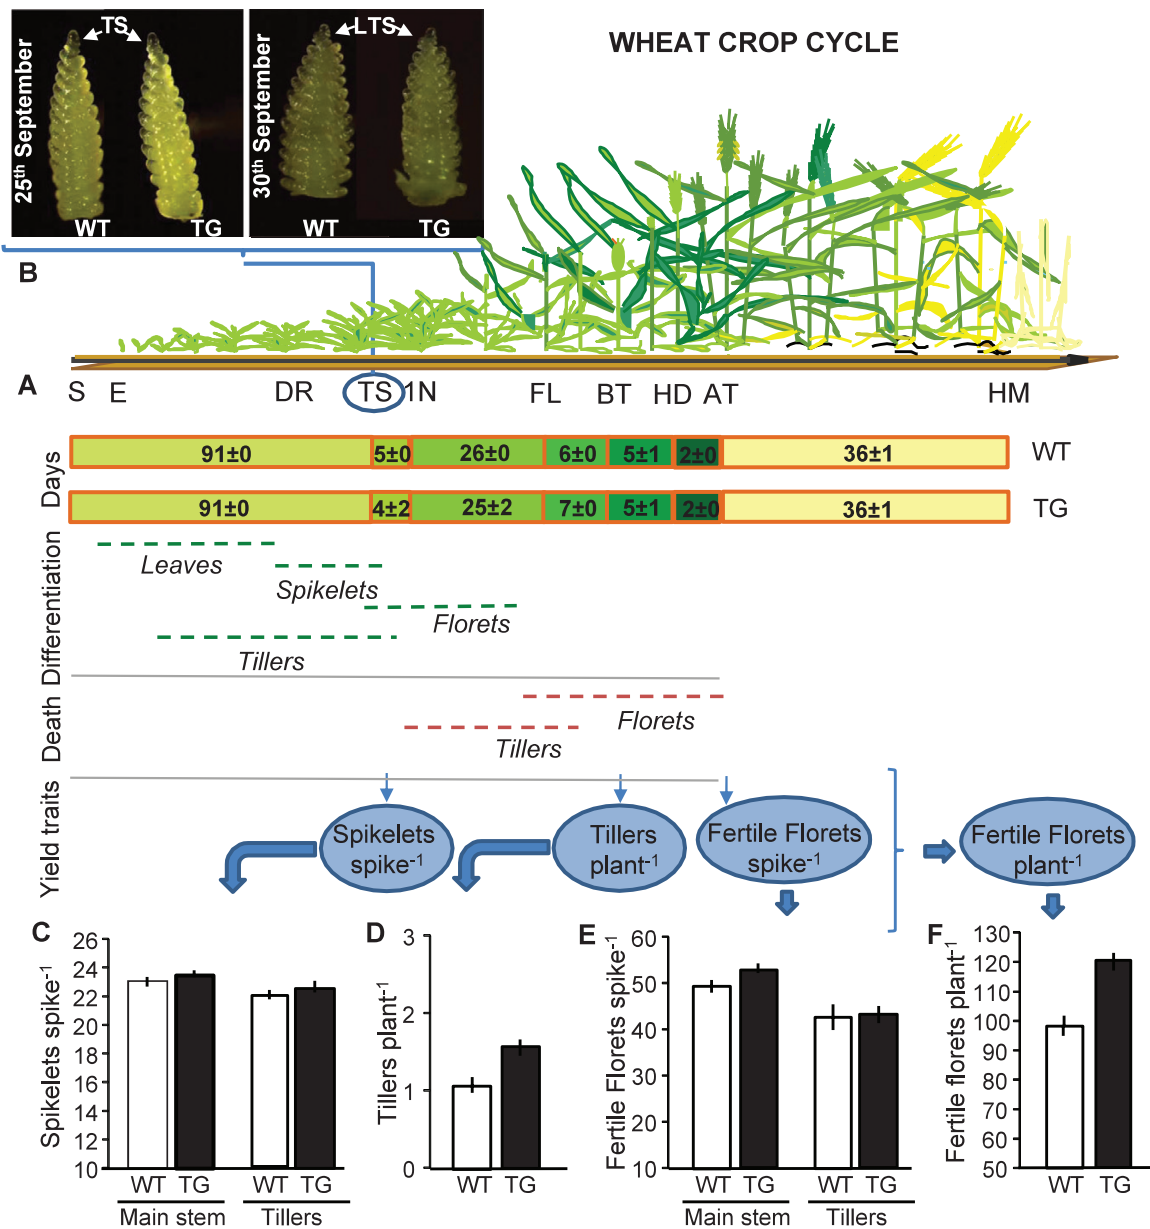 WHEAT CROP CYCLE
25th September
TS
WT
TG
30th September
LTS
WT
TG
B
A
S E DR TS 1N FL BT HD AT HM
Days
91±0 5±0 26±0 6±0 5±1 2±0 36±1 WT
91±0 4±2 25±2 7±0 5±1 2±0 36±1 TG
Differentiation
Leaves
Spikelets
Florets
Tillers
Death
Florets
Tillers
Yield traits
Spikelets
spike-1
Tillers
plant-1
Fertile Florets
spike-1
Fertile Florets
plant-1
C
Spikelets spike-1
26
24
22
20
18
16
14
12
10
WT TG WT TG
Main stem Tillers
D
Tillers plant-1
3
2
1
0
WT TG
E
Fertile Florets spike-1
60
50
40
30
20
10
WT TG WT TG
Main stem Tillers
F
Fertile florets plant-1
130
120
110
100
90
80
70
60
50
WT TG